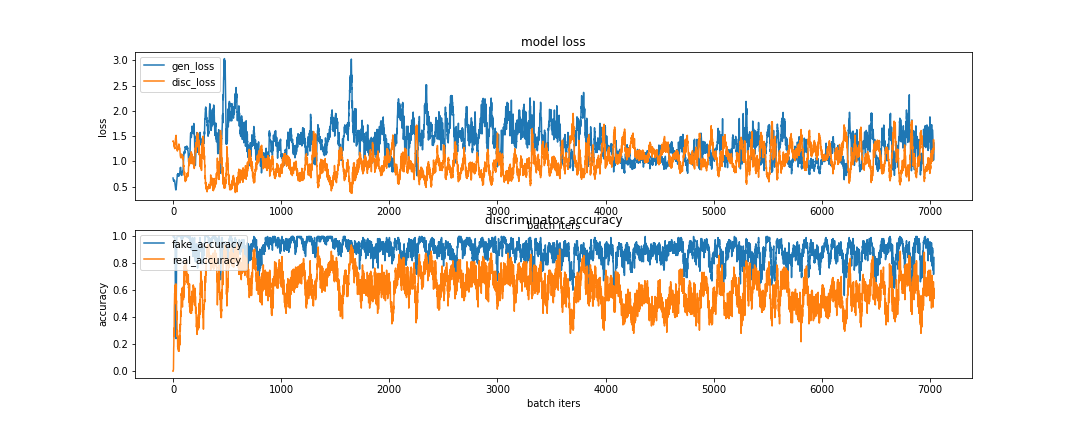 model loss
3.0
2.5
2.0
1.5
1.0
0.5
loss
gen_loss
disc_loss
0 1000 2000 3000 4000 5000 6000 7000
batch iters
discriminator accuracy
1.0
0.8
0.6
0.4
0.2
0.0
accuracy
fake_accuracy
real_accuracy
0 1000 2000 3000 4000 5000 6000 7000
batch iters